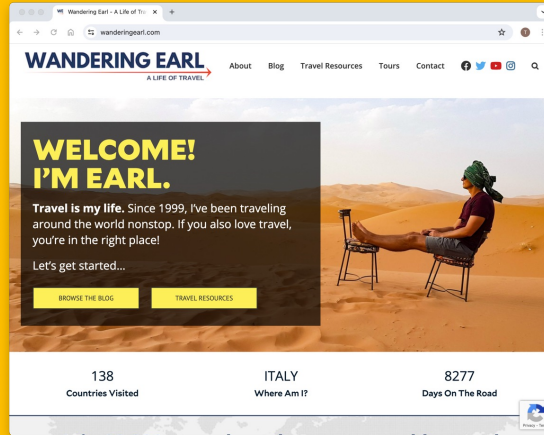 Wandering Earl - A Life of Tra
wanderingearl.com
WANDERING EARL
A LIFE OF TRAVEL
About Blog Travel Resources Tours Contact
WELCOME!
I'M EARL.
Travel is my life. Since 1999, I've been traveling
around the world nonstop. If you also love travel,
you're in the right place!
Let's get started...
BROWSE THE BLOG TRAVEL RESOURCES
138 ITALY 8277
Countries Visited Where Am I? Days On The Road